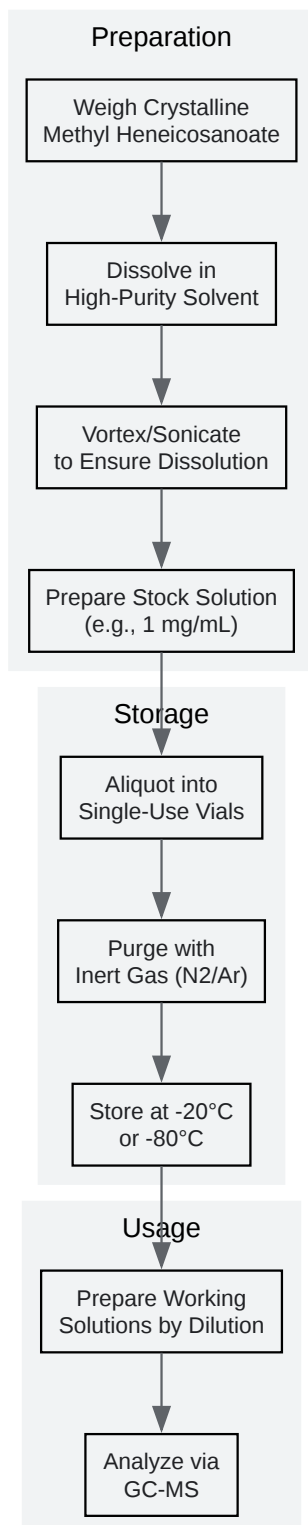 Preparation
Weigh Crystalline
Methyl Heneicosanoate
Dissolve in
High-Purity Solvent
Vortex/Sonicate
to Ensure Dissolution
Prepare Stock Solution
(e.g., 1 mg/mL)
Storage
Aliquot into
Single-Use Vials
Purge with
Inert Gas (N2/Ar)
Store at -20°C
or -80°C
Usage
Prepare Working
Solutions by Dilution
Analyze via
GC-MS